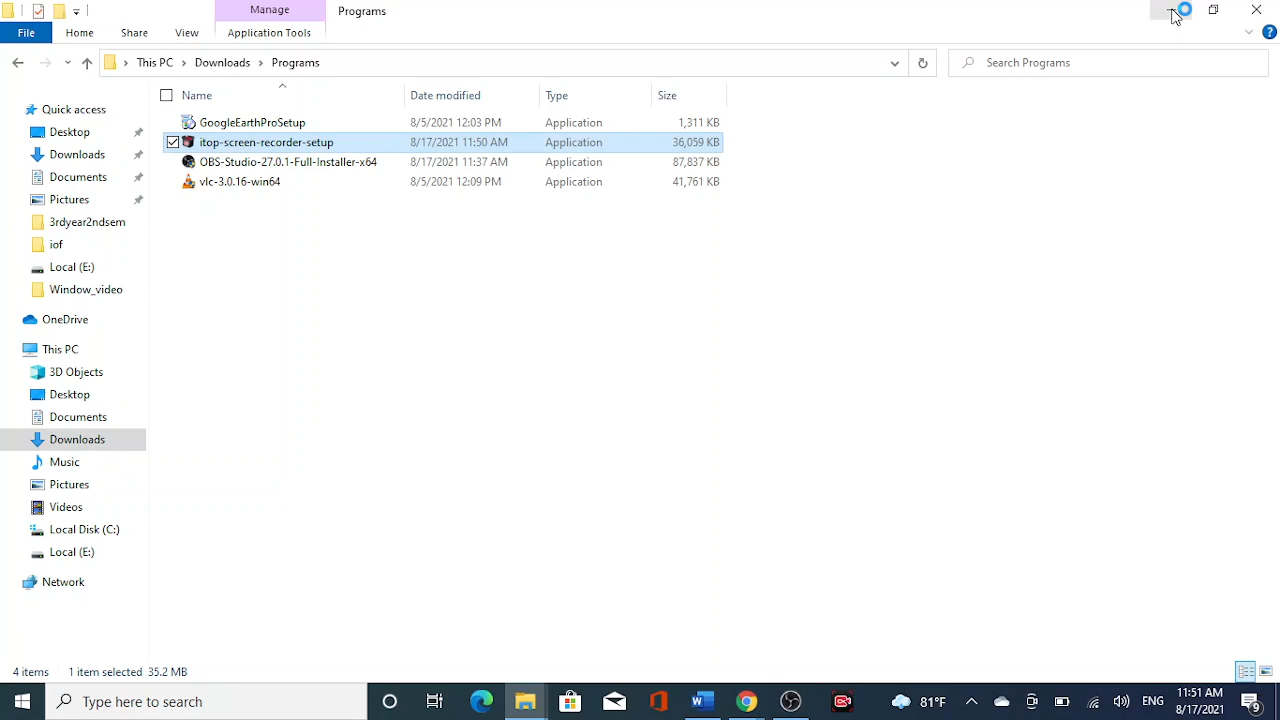 Manage Programs
File Home Share View Application Tools
This PC Downloads Programs Search Programs
Name Date modified Type Size
GoogleEarthProSetup 8/5/2021 12:03 PM Application 1,311 KB
itop-screen-recorder-setup 8/17/2021 11:50 AM Application 36,059 KB
OBS-Studio-27.0.1-Full-Installer-x64 8/17/2021 11:37 AM Application 87,837 KB
vlc-3.0.16-win64 8/5/2021 12:09 PM Application 41,761 KB
Quick access
Desktop
Downloads
Documents
Pictures
3rdyear2ndsem
iof
Local (E:)
Window_video
OneDrive
This PC
3D Objects
Desktop
Documents
Downloads
Music
Pictures
Videos
Local Disk (C:)
Local (E:)
Network
4 items 1 item selected 35.2 MB
Type here to search 81°F ENG 11:51 AM
8/17/2021 9